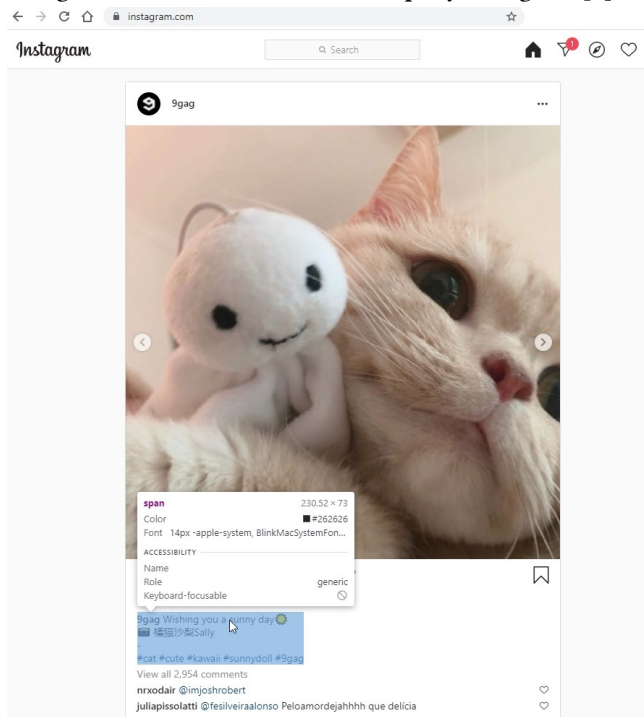 instagram.com
Instagram
Search
1
9gag
span 230.52 × 73
Color #262626
Font 14px -apple-system, BlinkMacSystemFon...
ACCESSIBILITY
Name
Role generic
Keyboard-focusable
9gag Wishing you a sunny day
橘猫沙梨Sally
-
#cat #cute #kawaii #sunnydoll #9gag
View all 2,954 comments
nrxodair @imjoshrobert
juliapissolatti @fesilveiraalonso Peloamordejahhhh que delícia